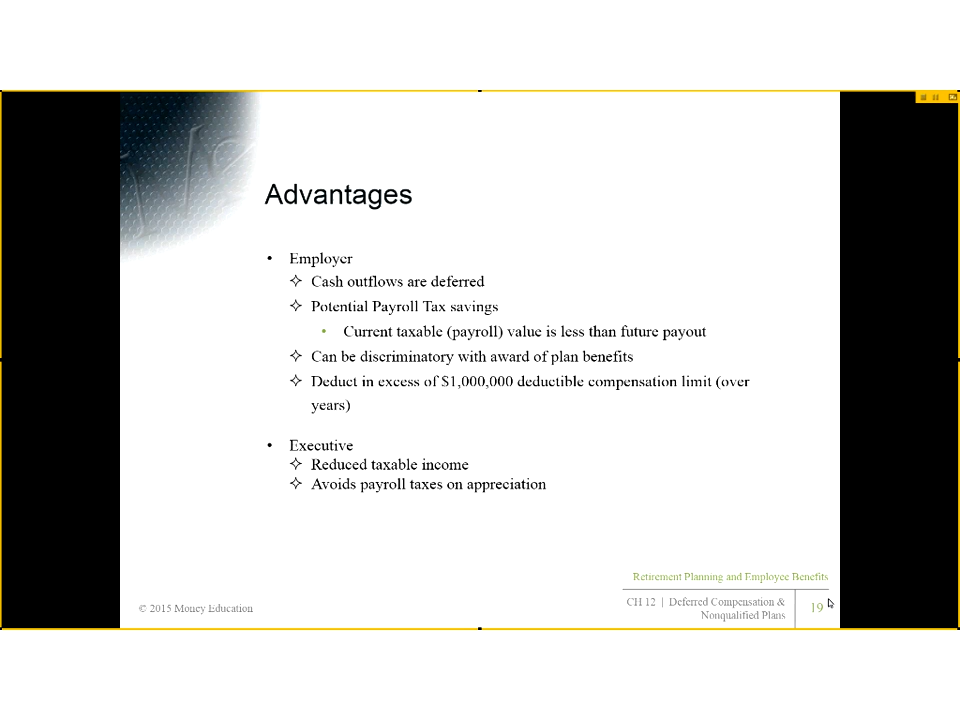 Advantages
• Employer
✧ Cash outflows are deferred
✧ Potential Payroll Tax savings
• Current taxable (payroll) value is less than future payout
✧ Can be discriminatory with award of plan benefits
✧ Deduct in excess of $1,000,000 deductible compensation limit (over
years)
• Executive
✧ Reduced taxable income
✧ Avoids payroll taxes on appreciation
Retirement Planning and Employee Benefits
© 2015 Money Education
CH 12 | Deferred Compensation &
Nonqualified Plans
19